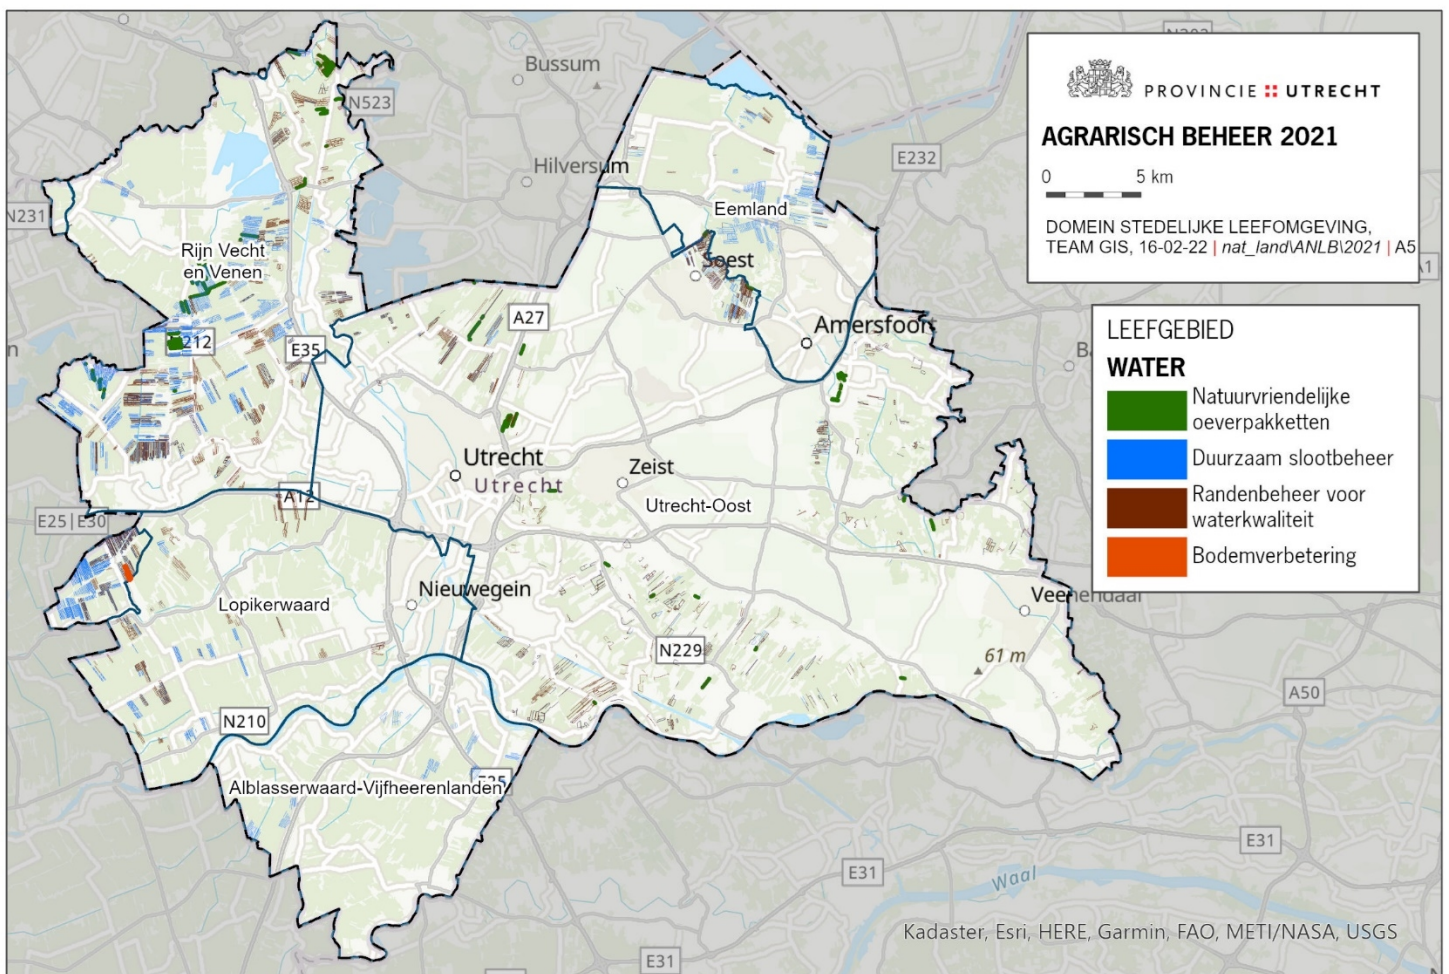 Bussum
N523
Hilversum
E232
N231
Eemland
Rijn Vecht
en Venen
Soest
A27
Amersfoort
212
E35
Utrecht
Utrecht
Zeist
Utrecht-Oost
A12
E25|E30
Nieuwegein
Lopikerwaard
Veenendaal
N229
61 m
A50
N210
Alblasserwaard-Vijfheerenlanden
E31
E31
Waal
E31
PROVINCIE UTRECHT
AGRARISCH BEHEER 2021
0 5 km
DOMEIN STEDELIJKE LEEFOMGEVING,
TEAM GIS, 16-02-22 | nat_land\ANLB\2021 | A5
A1
LEEFGEBIED
WATER
Natuurvriendelijke
oeverpakketten
Duurzaam slootbeheer
Randenbeheer voor
waterkwaliteit
Bodemverbetering
Kadaster, Esri, HERE, Garmin, FAO, METI/NASA, USGS